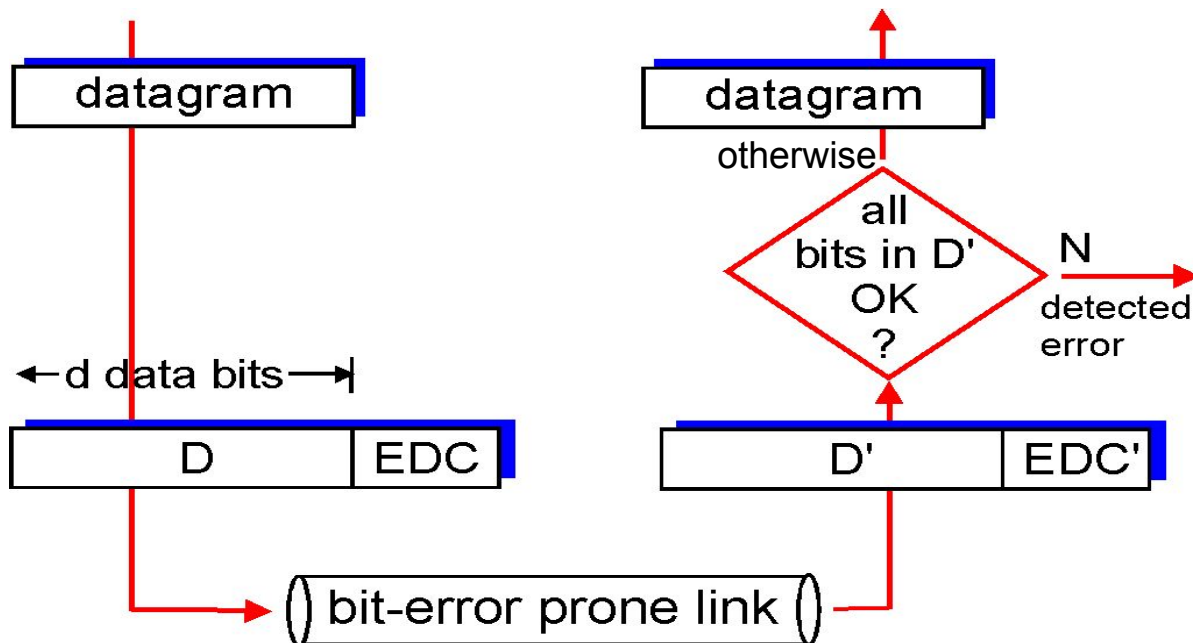 datagram
d data bits
D
EDC
bit-error prone link
datagram
otherwise
all
bits in D'
OK
?
N
detected
error
D'
EDC'